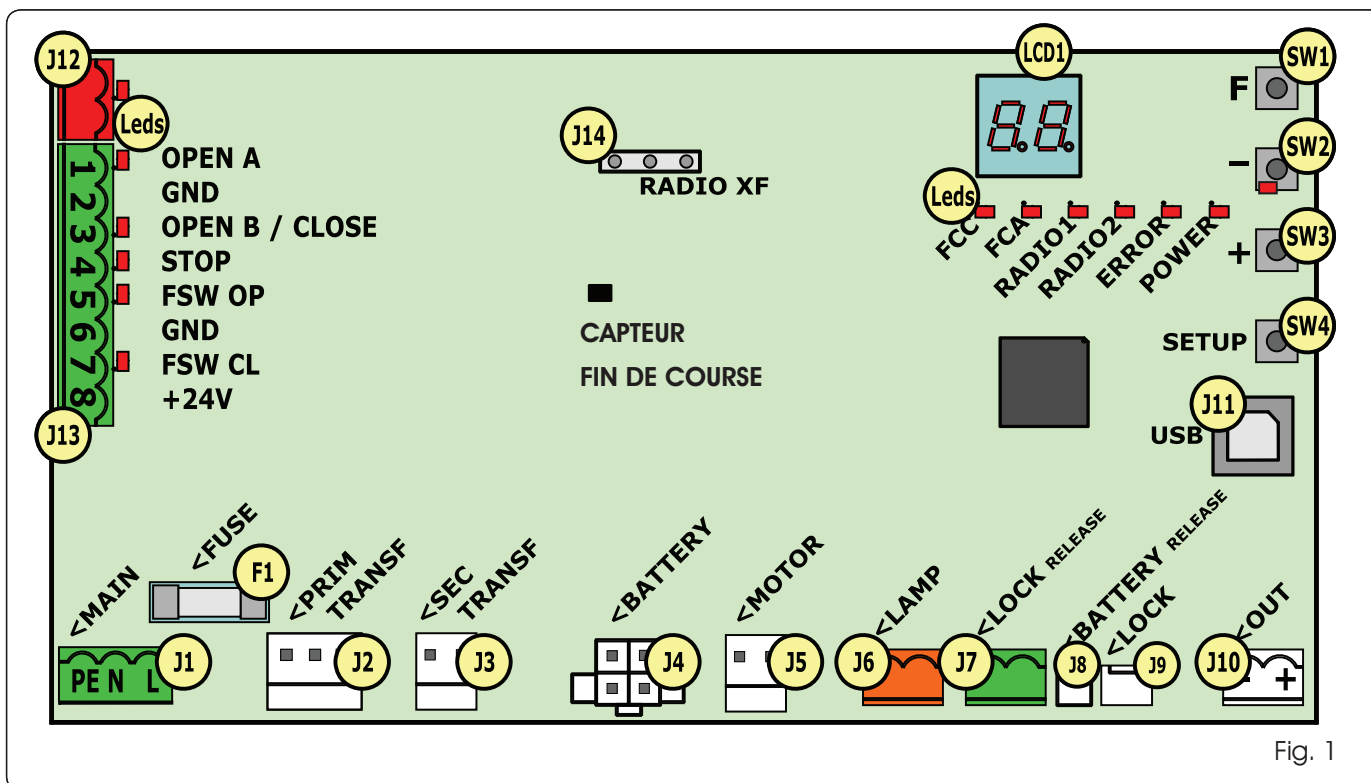 J12
Leds
1
2
3
4
5
6
7
8
J13
OPEN A
GND
OPEN B / CLOSE
STOP
FSW OP
GND
FSW CL
+24V
J14
RADIO XF
CAPTEUR
FIN DE COURSE
LCD1
8.8.
Leds
FCC
FCA
RADIO1
RADIO2
ERROR
POWER
F
SW1
-
SW2
+
SW3
SETUP
SW4
USB
J11
<MAIN
PE N L
J1
<FUSE
F1
<PRIM
TRANSF
J2
<SEC
TRANSF
J3
<BATTERY
J4
<MOTOR
J5
<LAMP
J6
<LOCK RELEASE
J7
<BATTERY RELEASE
J8
<LOCK
J9
<OUT
J10
- +
Fig. 1